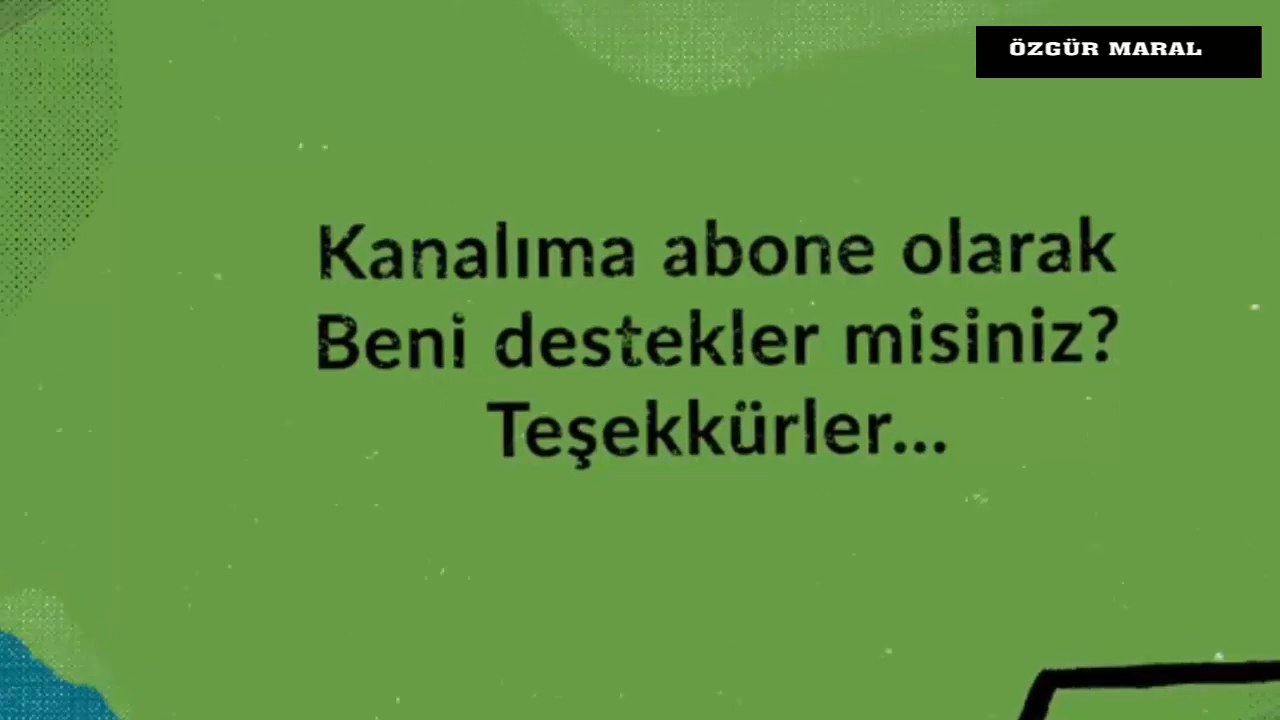 ÖZGÜR MARAL
Kanalıma abone olarak
Beni destekler misiniz?
Teşekkürler...